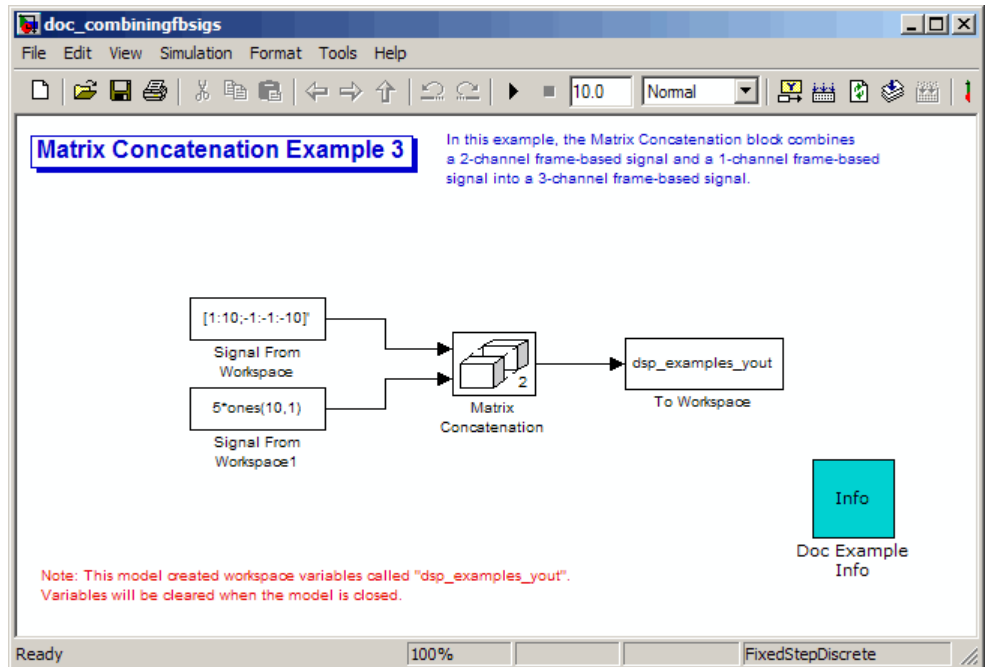 doc_combiningfbsigs
File Edit View Simulation Format Tools Help
10.0 Normal
Matrix Concatenation Example 3
In this example, the Matrix Concatenation block combines
a 2-channel frame-based signal and a 1-channel frame-based
signal into a 3-channel frame-based signal.
[1:10;-1:-1:-10]'
Signal From
Workspace
5*ones(10,1)
Signal From
Workspace1
2
Matrix
Concatenation
dsp_examples_yout
To Workspace
Info
Doc Example
Info
Note: This model created workspace variables called "dsp_examples_yout".
Variables will be cleared when the model is closed.
Ready 100% FixedStepDiscrete